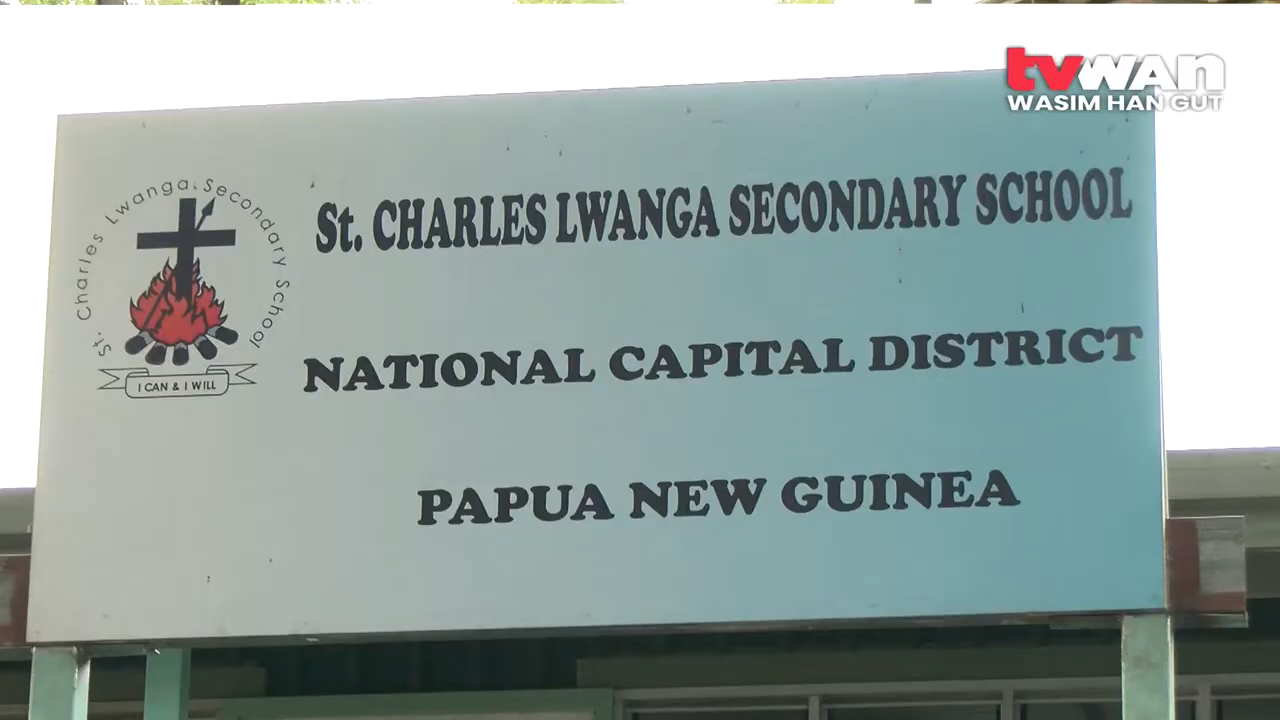 tvwan
WASIM HAN GUT
St. Charles Lwanga Secondary School
I CAN & I WILL
St. CHARLES LWANGA SECONDARY SCHOOL
NATIONAL CAPITAL DISTRICT
PAPUA NEW GUINEA